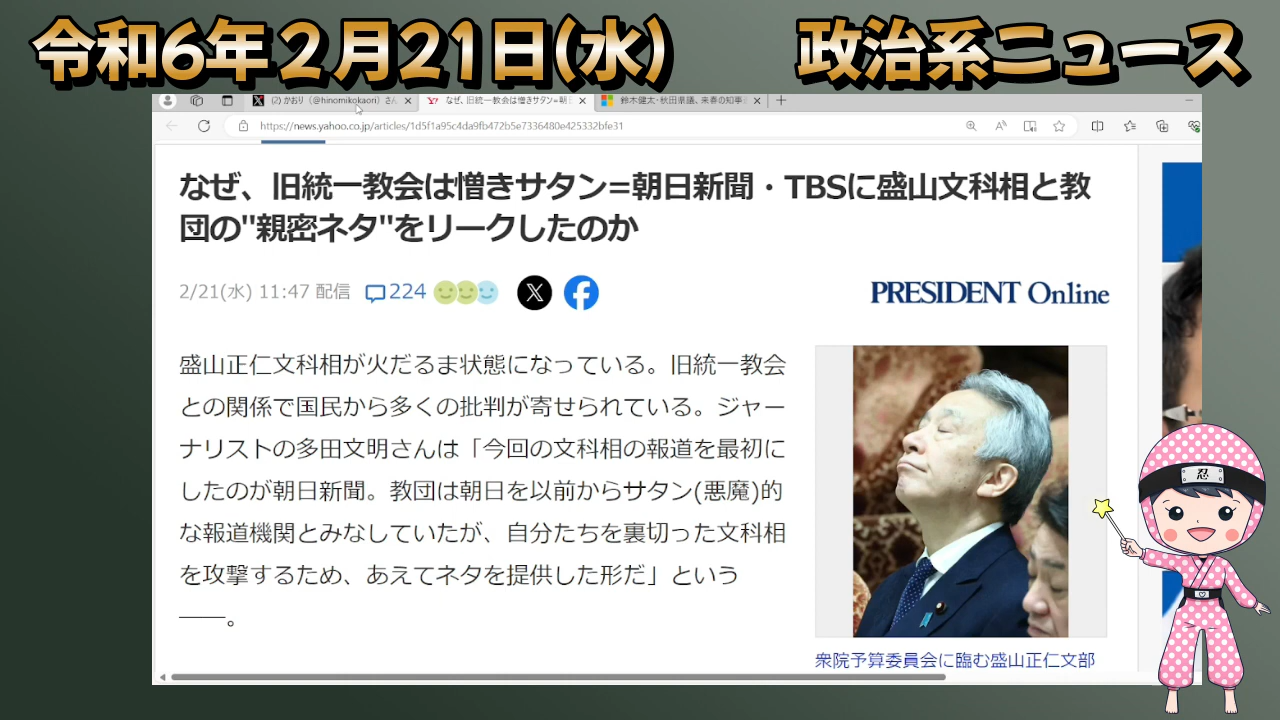 令和6年2月21日(水)
政治系ニュース
(2) かおり（@hinomikokaori）さん
なぜ、旧統一教会は憎きサタン=朝日
鈴木健太・秋田県議、来春の知事
https://news.yahoo.co.jp/articles/1d5f1a95c4da9fb472b5e7336480e425332bfe31
なぜ、旧統一教会は憎きサタン=朝日新聞・TBSに盛山文科相と教
団の"親密ネタ"をリークしたのか
2/21(水) 11:47 配信
224
PRESIDENT Online
盛山正仁文科相が火だるま状態になっている。旧統一教会
との関係で国民から多くの批判が寄せられている。ジャー
ナリストの多田文明さんは「今回の文科相の報道を最初に
したのが朝日新聞。教団は朝日を以前からサタン(悪魔)的
な報道機関とみなしていたが、自分たちを裏切った文科相
を攻撃するため、あえてネタを提供した形だ」という
――。
衆院予算委員会に臨む盛山正仁文部
忍